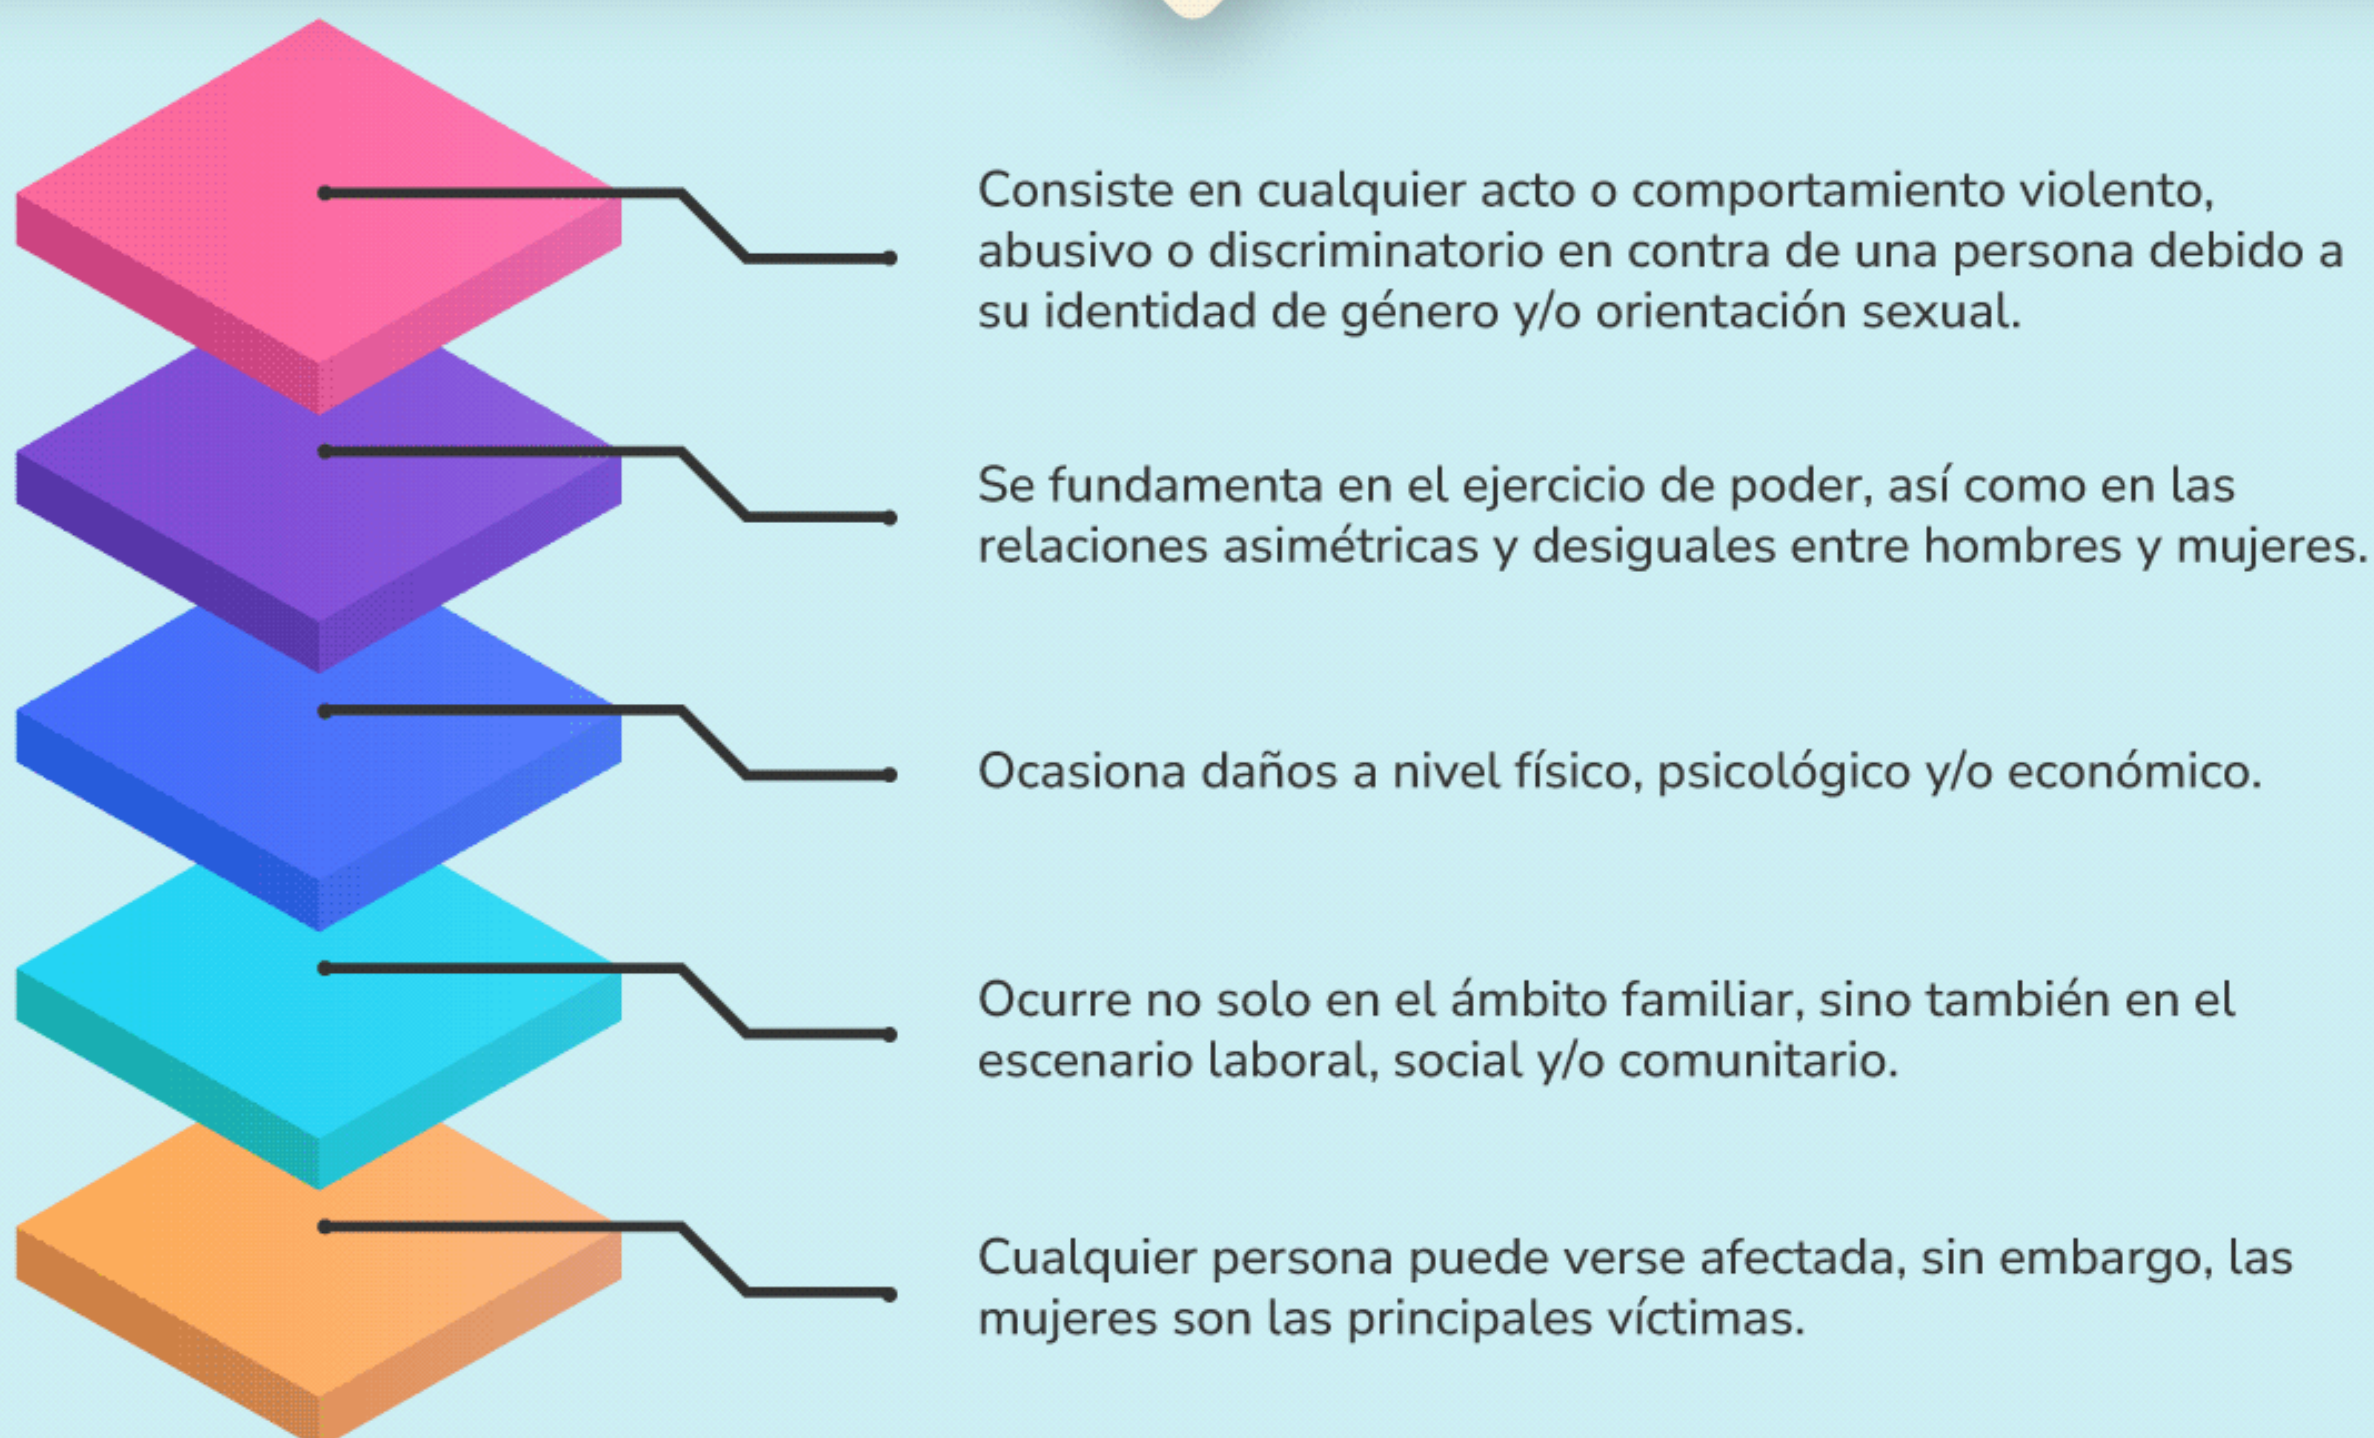 Consiste en cualquier acto o comportamiento violento,
abusivo o discriminatorio en contra de una persona debido a
su identidad de género y/o orientación sexual.
Se fundamenta en el ejercicio de poder, así como en las
relaciones asimétricas y desiguales entre hombres y mujeres.
Ocasiona daños a nivel físico, psicológico y/o económico.
Ocurre no solo en el ámbito familiar, sino también en el
escenario laboral, social y/o comunitario.
Cualquier persona puede verse afectada, sin embargo, las
mujeres son las principales víctimas.